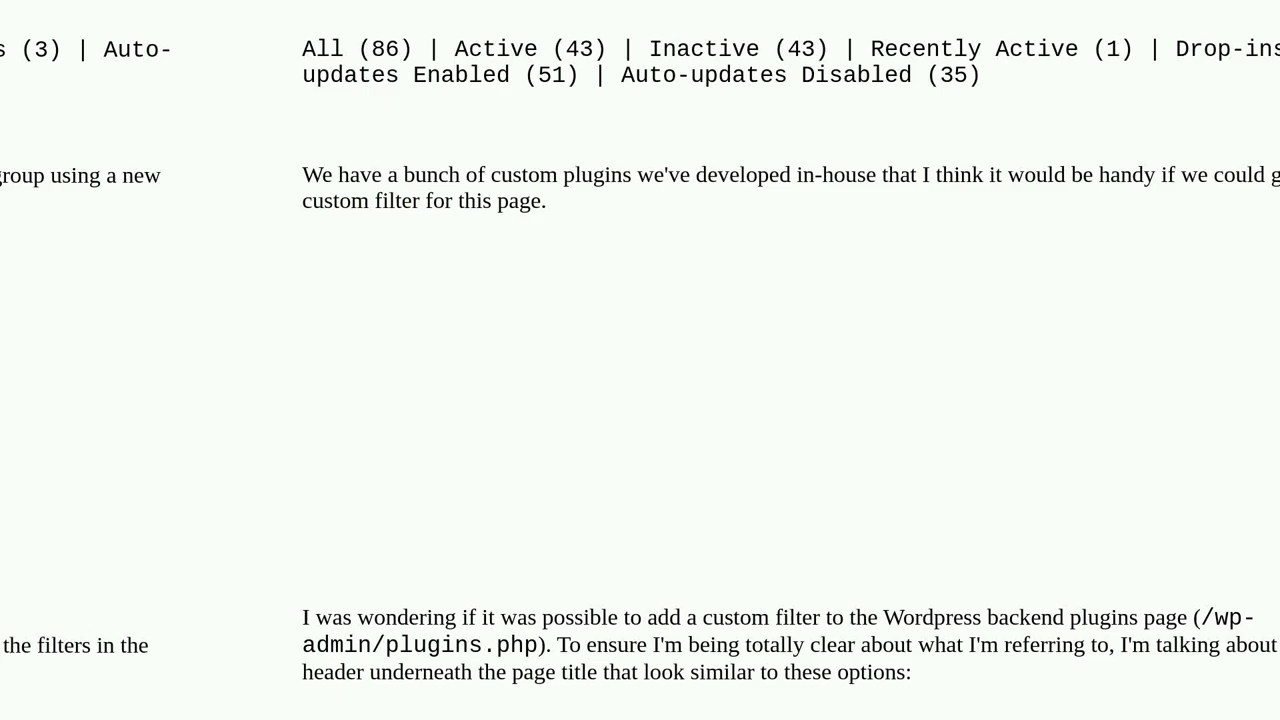 s (3) | Auto-
All (86) | Active (43) | Inactive (43) | Recently Active (1) | Drop-ins
updates Enabled (51) | Auto-updates Disabled (35)
group using a new
We have a bunch of custom plugins we've developed in-house that I think it would be handy if we could g
custom filter for this page.
I was wondering if it was possible to add a custom filter to the Wordpress backend plugins page (/wp-
the filters in the
admin/plugins.php). To ensure I'm being totally clear about what I'm referring to, I'm talking about
header underneath the page title that look similar to these options: